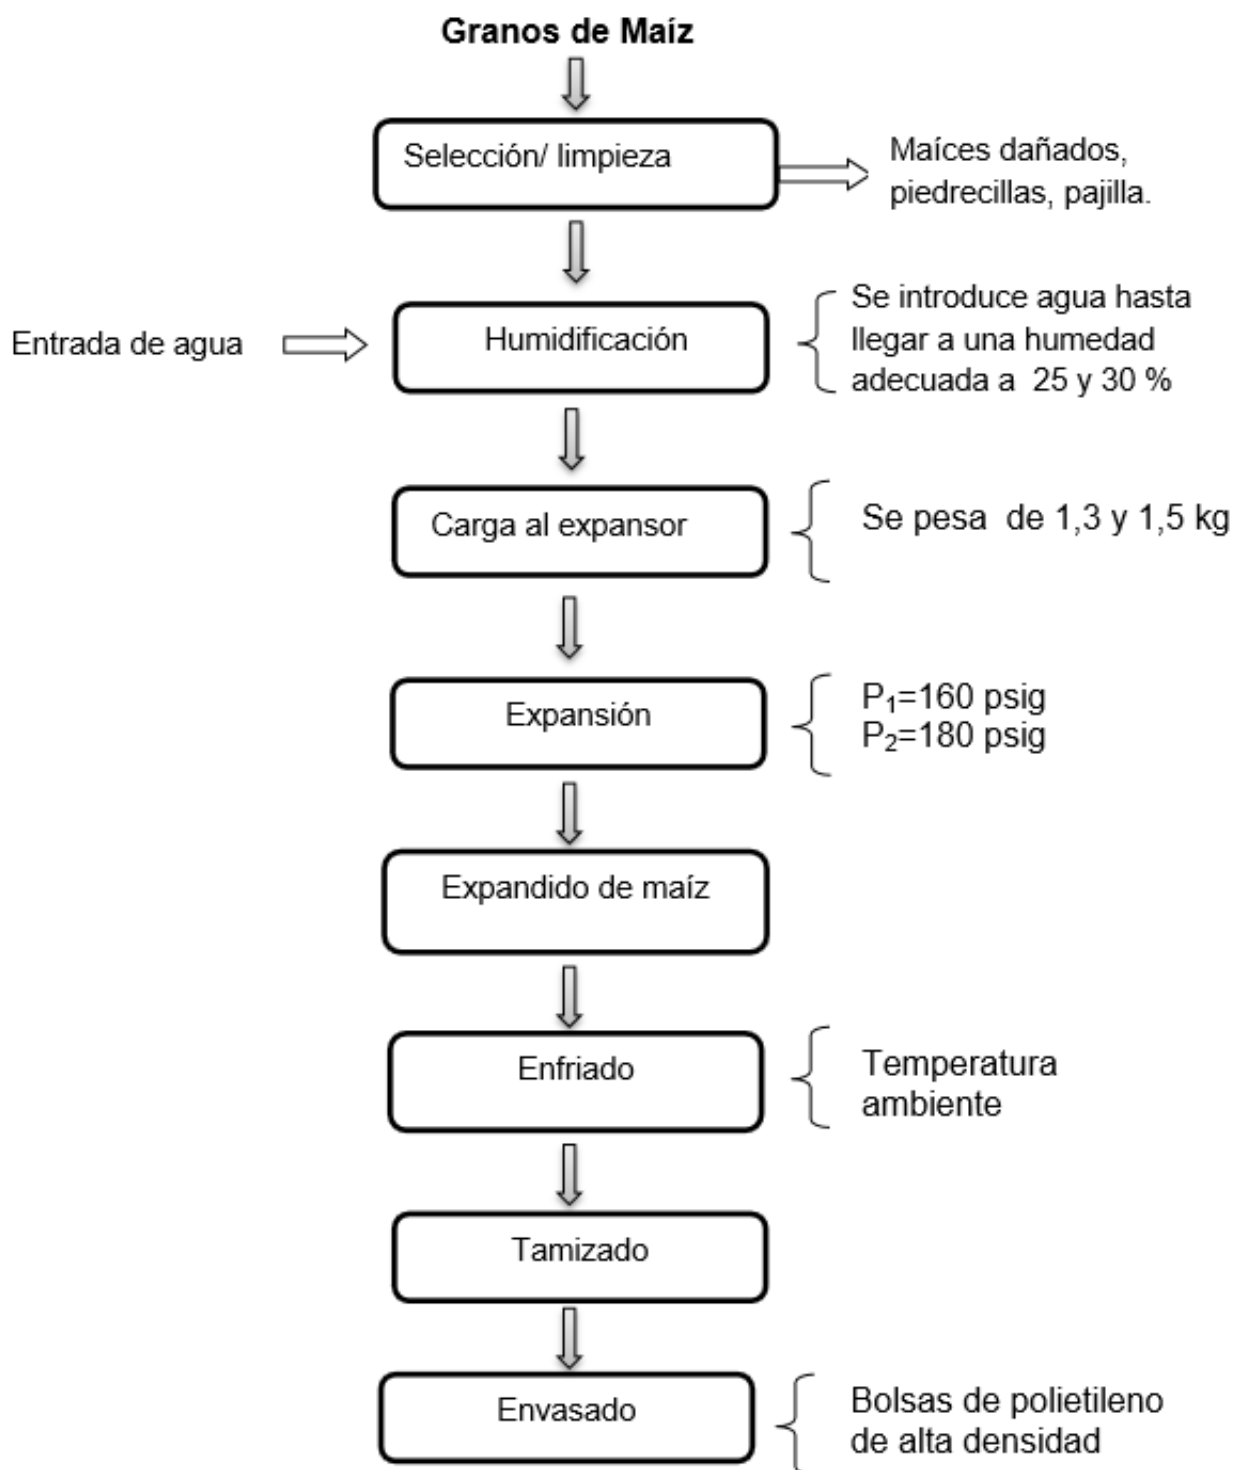 Granos de Maíz
Selección/ limpieza
Maíces dañados,
piedrecillas, pajilla.
Entrada de agua
Humidificación
Se introduce agua hasta
llegar a una humedad
adecuada a 25 y 30 %
Carga al expansor
Se pesa de 1,3 y 1,5 kg
Expansión
P₁=160 psig
P₂=180 psig
Expandido de maíz
Enfriado
Temperatura
ambiente
Tamizado
Envasado
Bolsas de polietileno
de alta densidad